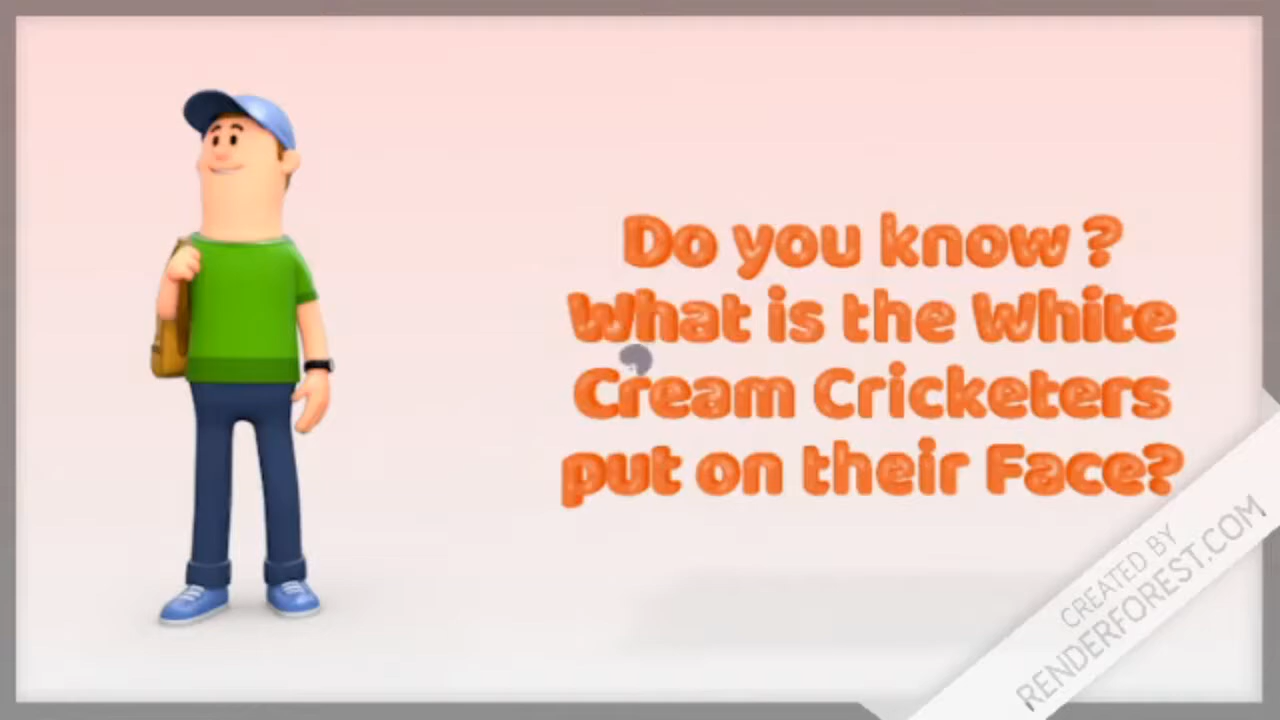 Do you know ?
What is the White
Cream Cricketers
put on their Face?
CREATED BY
RENDERFOREST.COM